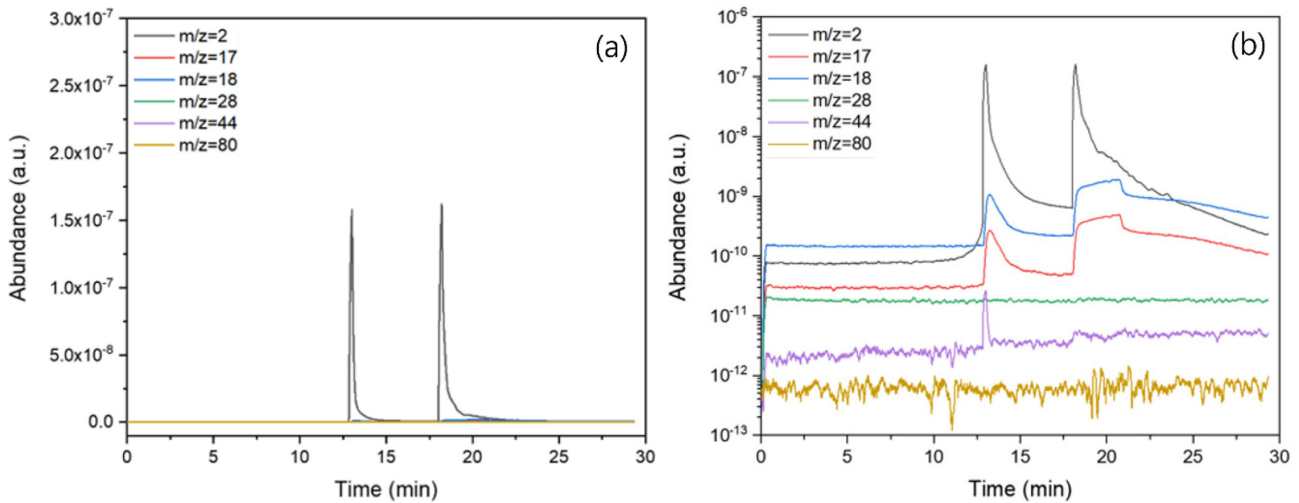 (a)
3.0x10⁻⁷
2.5x10⁻⁷
2.0x10⁻⁷
1.5x10⁻⁷
1.0x10⁻⁷
5.0x10⁻⁸
0.0
Abundance (a.u.)
m/z=2
m/z=17
m/z=18
m/z=28
m/z=44
m/z=80
0 5 10 15 20 25 30
Time (min)
(b)
10⁻⁶
10⁻⁷
10⁻⁸
10⁻⁹
10⁻¹⁰
10⁻¹¹
10⁻¹²
10⁻¹³
Abundance (a.u.)
m/z=2
m/z=17
m/z=18
m/z=28
m/z=44
m/z=80
0 5 10 15 20 25 30
Time (min)